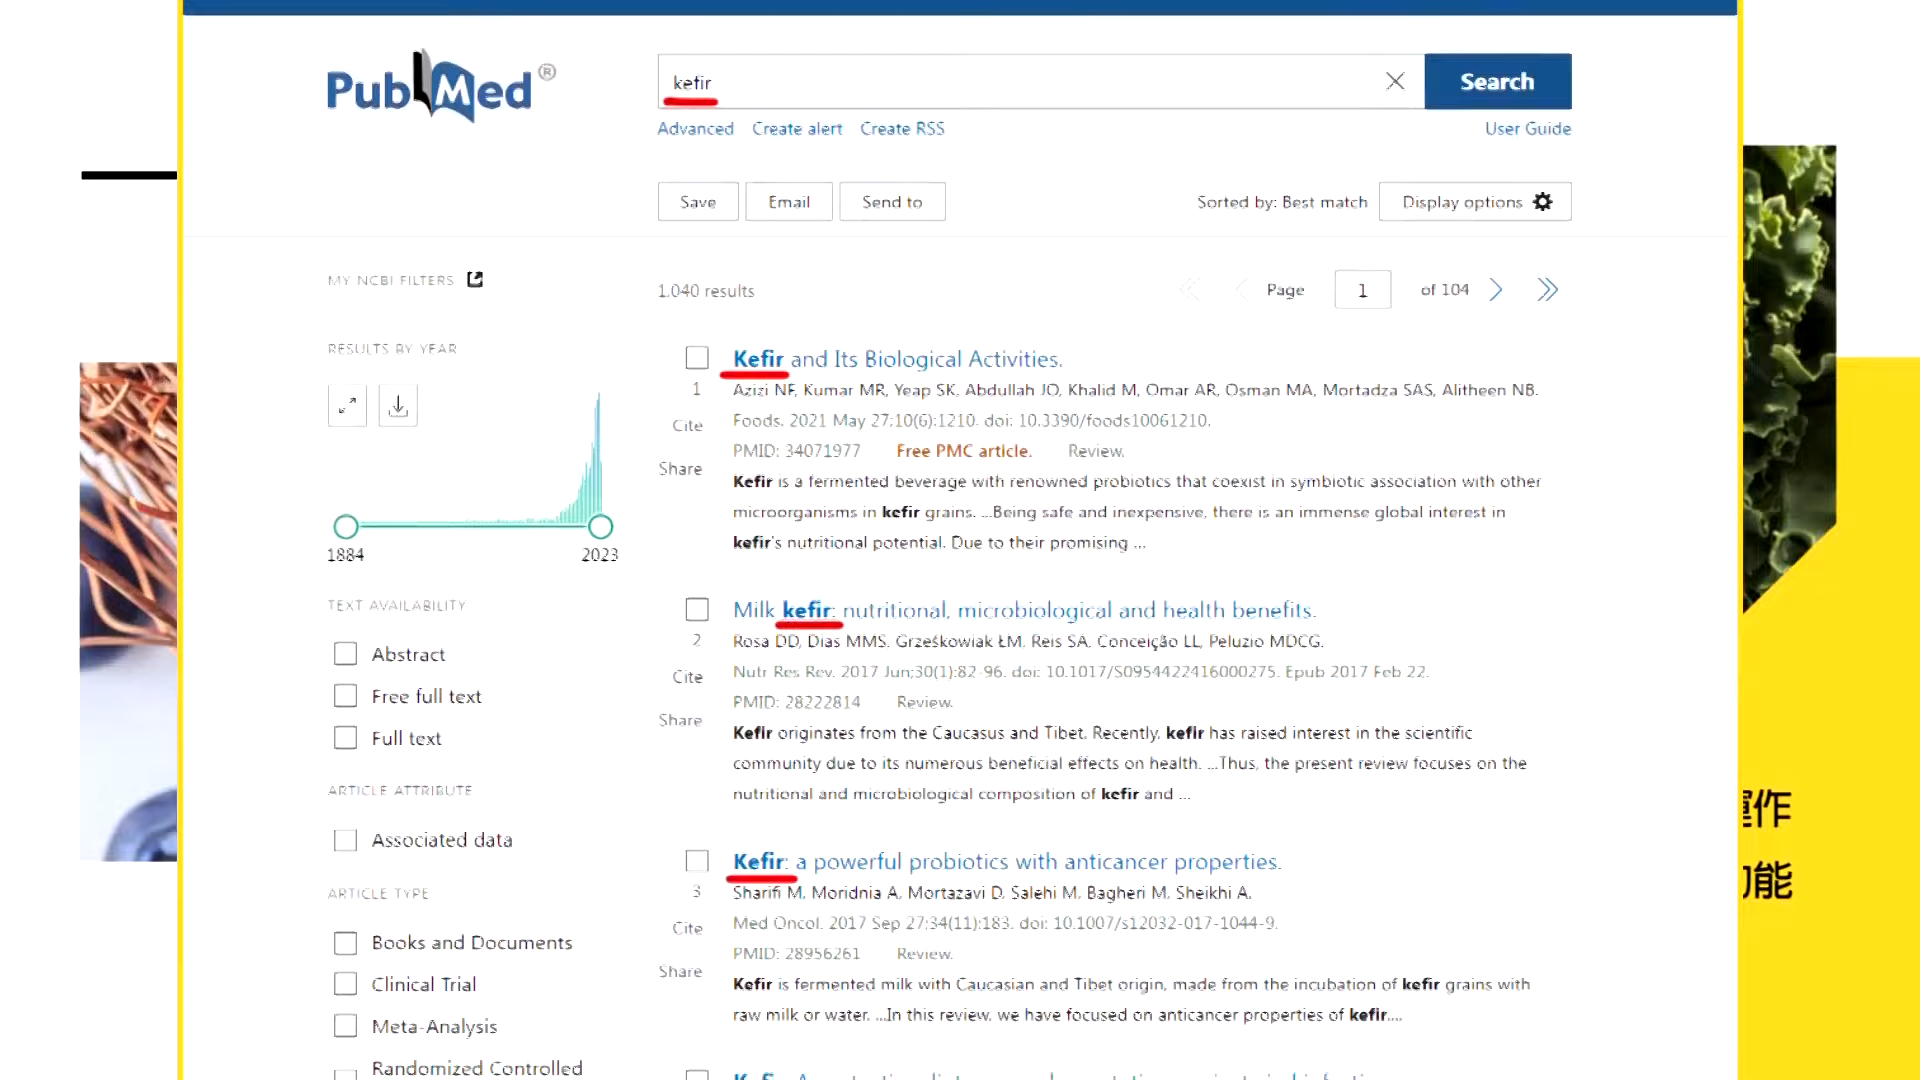 PubMed®
kefir
Search
Advanced Create alert Create RSS
User Guide
Save Email Send to
Sorted by: Best match Display options
MY NCBI FILTERS
1,040 results
Page 1 of 104
RESULTS BY YEAR
1884 2023
TEXT AVAILABILITY
Abstract
Free full text
Full text
ARTICLE ATTRIBUTE
Associated data
ARTICLE TYPE
Books and Documents
Clinical Trial
Meta-Analysis
Randomized Controlled
Kefir and Its Biological Activities.
1
Cite
Share
Azizi NF, Kumar MR, Yeap SK, Abdullah JO, Khalid M, Omar AR, Osman MA, Mortadza SAS, Alitheen NB.
Foods. 2021 May 27;10(6):1210. doi: 10.3390/foods10061210.
PMID: 34071977 Free PMC article. Review.
Kefir is a fermented beverage with renowned probiotics that coexist in symbiotic association with other
microorganisms in kefir grains. ...Being safe and inexpensive, there is an immense global interest in
kefir's nutritional potential. Due to their promising ...
Milk kefir: nutritional, microbiological and health benefits.
2
Cite
Share
Rosa DD, Dias MMS, Grześkowiak ŁM, Reis SA, Conceição LL, Peluzio MDCG.
Nutr Res Rev. 2017 Jun;30(1):82-96. doi: 10.1017/S0954422416000275. Epub 2017 Feb 22.
PMID: 28222814 Review.
Kefir originates from the Caucasus and Tibet. Recently, kefir has raised interest in the scientific
community due to its numerous beneficial effects on health. ...Thus, the present review focuses on the
nutritional and microbiological composition of kefir and ...
Kefir: a powerful probiotics with anticancer properties.
3
Cite
Share
Sharifi M, Moridnia A, Mortazavi D, Salehi M, Bagheri M, Sheikhi A.
Med Oncol. 2017 Sep 27;34(11):183. doi: 10.1007/s12032-017-1044-9.
PMID: 28956261 Review.
Kefir is fermented milk with Caucasian and Tibet origin, made from the incubation of kefir grains with
raw milk or water. ...In this review, we have focused on anticancer properties of kefir....
作
能